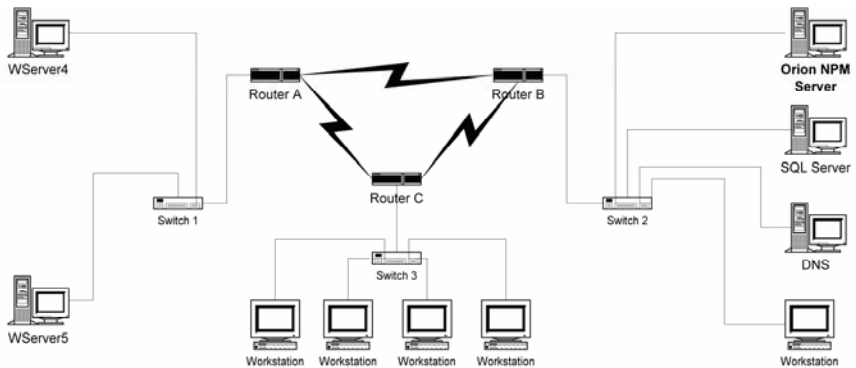 WServer4
Orion NPM
Server
Router A
Router B
SQL Server
Router C
Switch 1
Switch 2
Switch 3
DNS
WServer5
Workstation
Workstation
Workstation
Workstation
Workstation